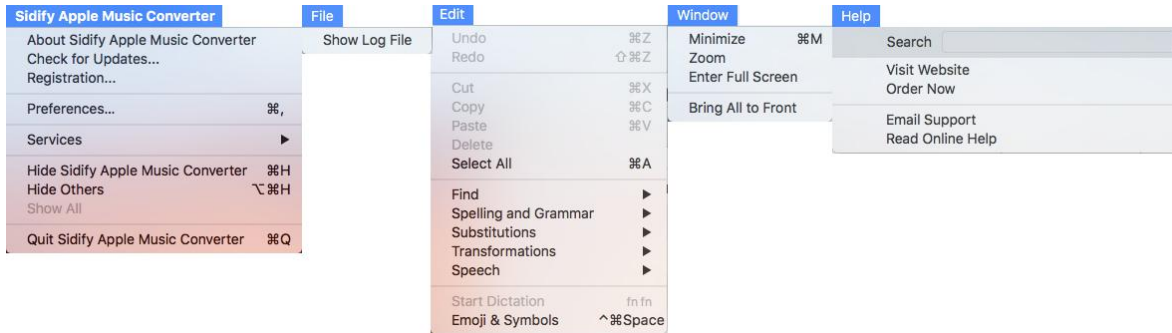 Sidify Apple Music Converter
About Sidify Apple Music Converter
Check for Updates...
Registration...
Preferences... ⌘,
Services ▶
Hide Sidify Apple Music Converter ⌘H
Hide Others ⌥⌘H
Show All
Quit Sidify Apple Music Converter ⌘Q
File
Show Log File
Edit
Undo ⌘Z
Redo ⇧⌘Z
Cut ⌘X
Copy ⌘C
Paste ⌘V
Delete
Select All ⌘A
Find ▶
Spelling and Grammar ▶
Substitutions ▶
Transformations ▶
Speech ▶
Start Dictation fn fn
Emoji & Symbols ^⌘Space
Window
Minimize ⌘M
Zoom
Enter Full Screen
Bring All to Front
Help
Search
Visit Website
Order Now
Email Support
Read Online Help